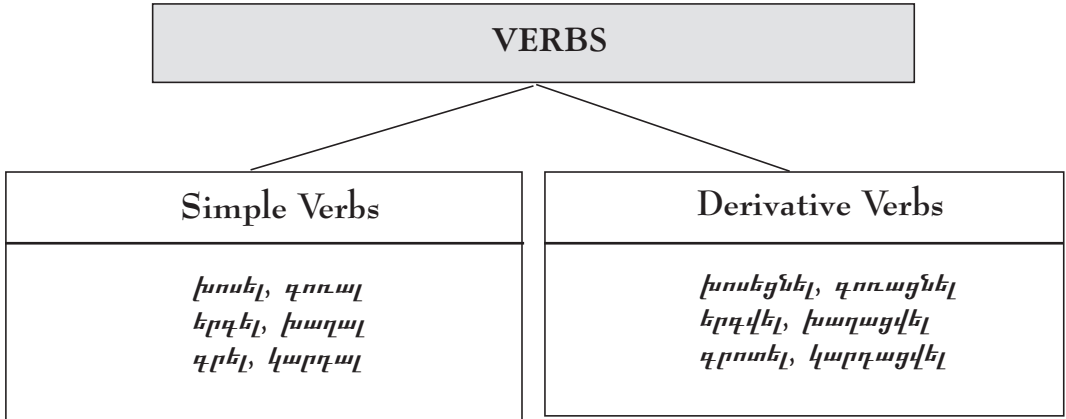 VERBS
Simple Verbs
խոսել, գոռալ
երգել, խաղալ
գրել, կարդալ
Derivative Verbs
խոսեցնել, գոռացնել
երգվել, խաղացվել
գրոտել, կարդացվել